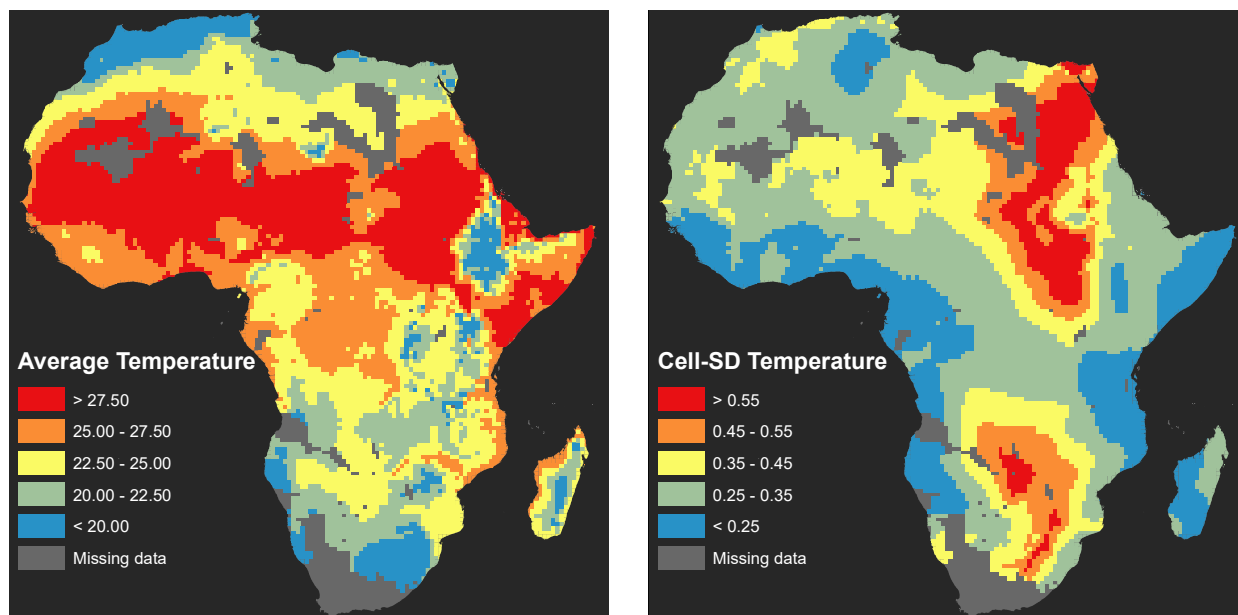 Average Temperature
> 27.50
25.00 - 27.50
22.50 - 25.00
20.00 - 22.50
< 20.00
Missing data
Cell-SD Temperature
> 0.55
0.45 - 0.55
0.35 - 0.45
0.25 - 0.35
< 0.25
Missing data